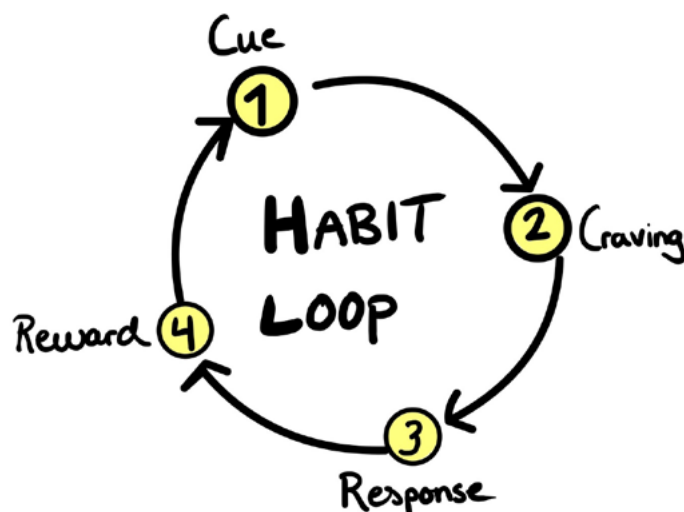 Cue
1
2
Craving
HABIT
LOOP
Reward
4
3
Response